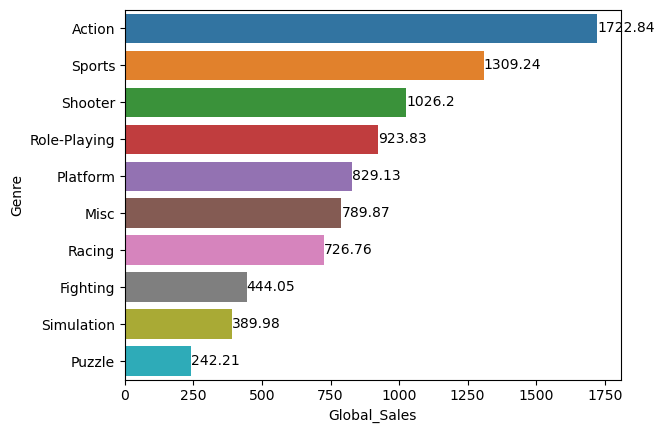 Action 1722.84
Sports 1309.24
Shooter 1026.2
Role-Playing 923.83
Platform 829.13
Misc 789.87
Racing 726.76
Fighting 444.05
Simulation 389.98
Puzzle 242.21
Genre
0 250 500 750 1000 1250 1500 1750
Global_Sales